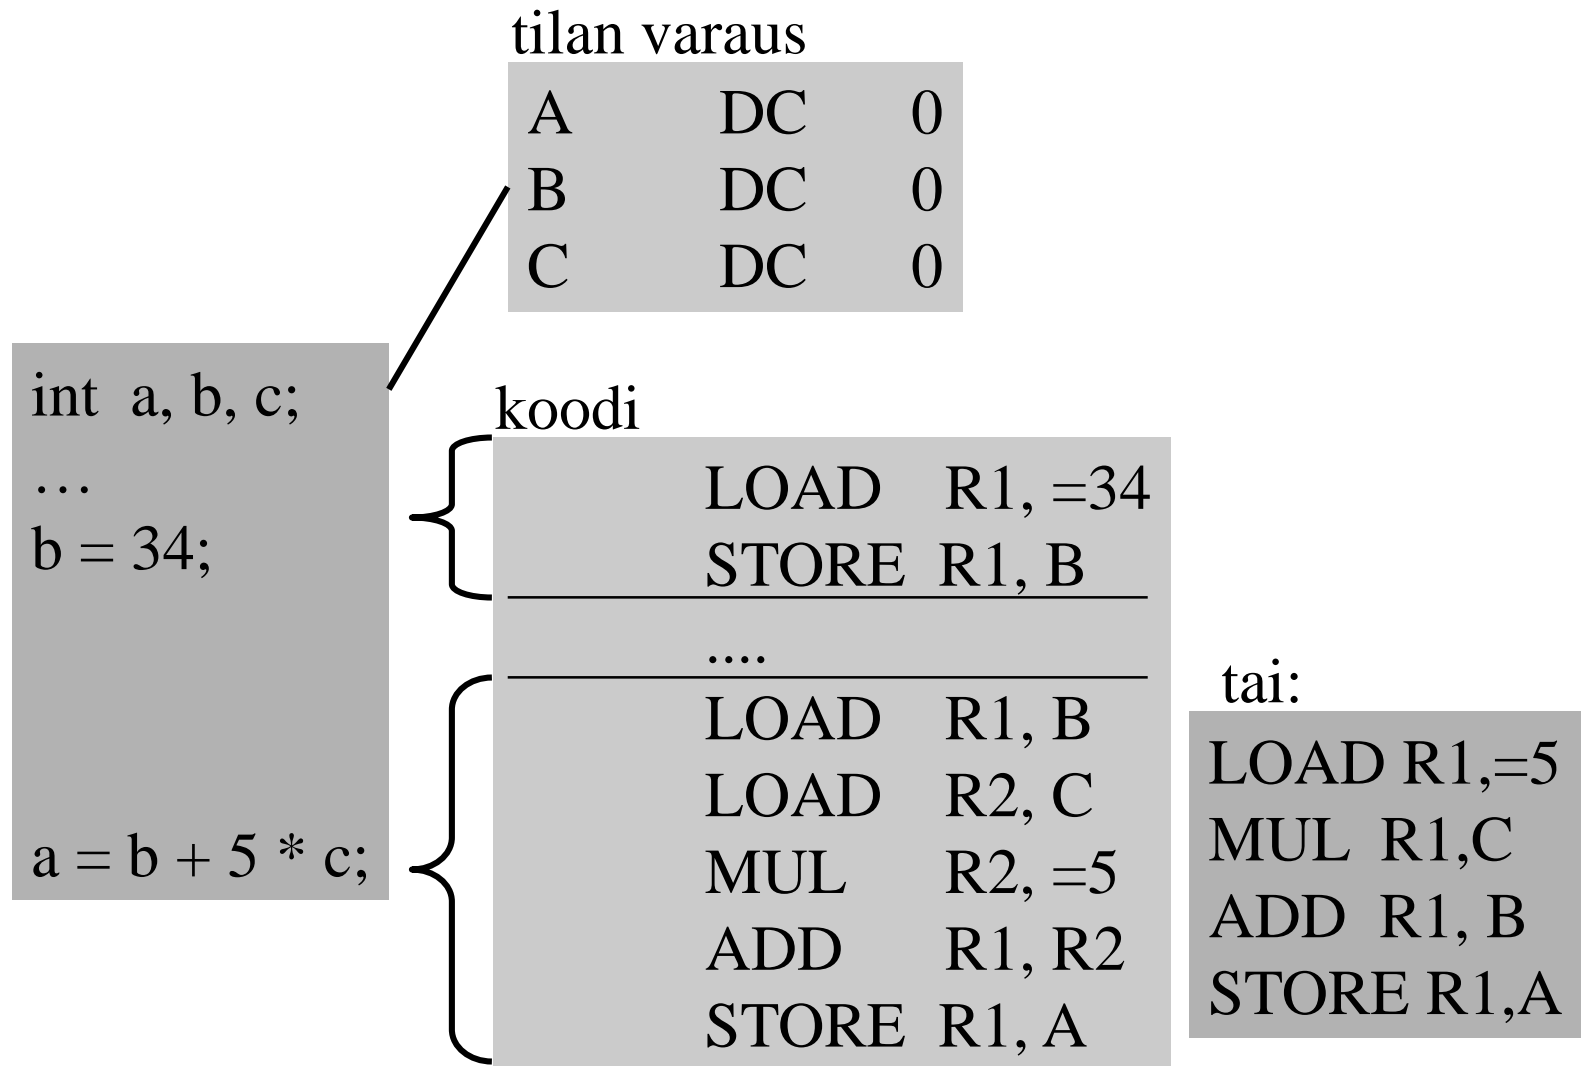 tilan varaus
A DC 0
B DC 0
C DC 0
int a, b, c;
…
b = 34;
a = b + 5 * c;
koodi
LOAD R1, =34
STORE R1, B
....
LOAD R1, B
LOAD R2, C
MUL R2, =5
ADD R1, R2
STORE R1, A
tai:
LOAD R1,=5
MUL R1,C
ADD R1, B
STORE R1,A